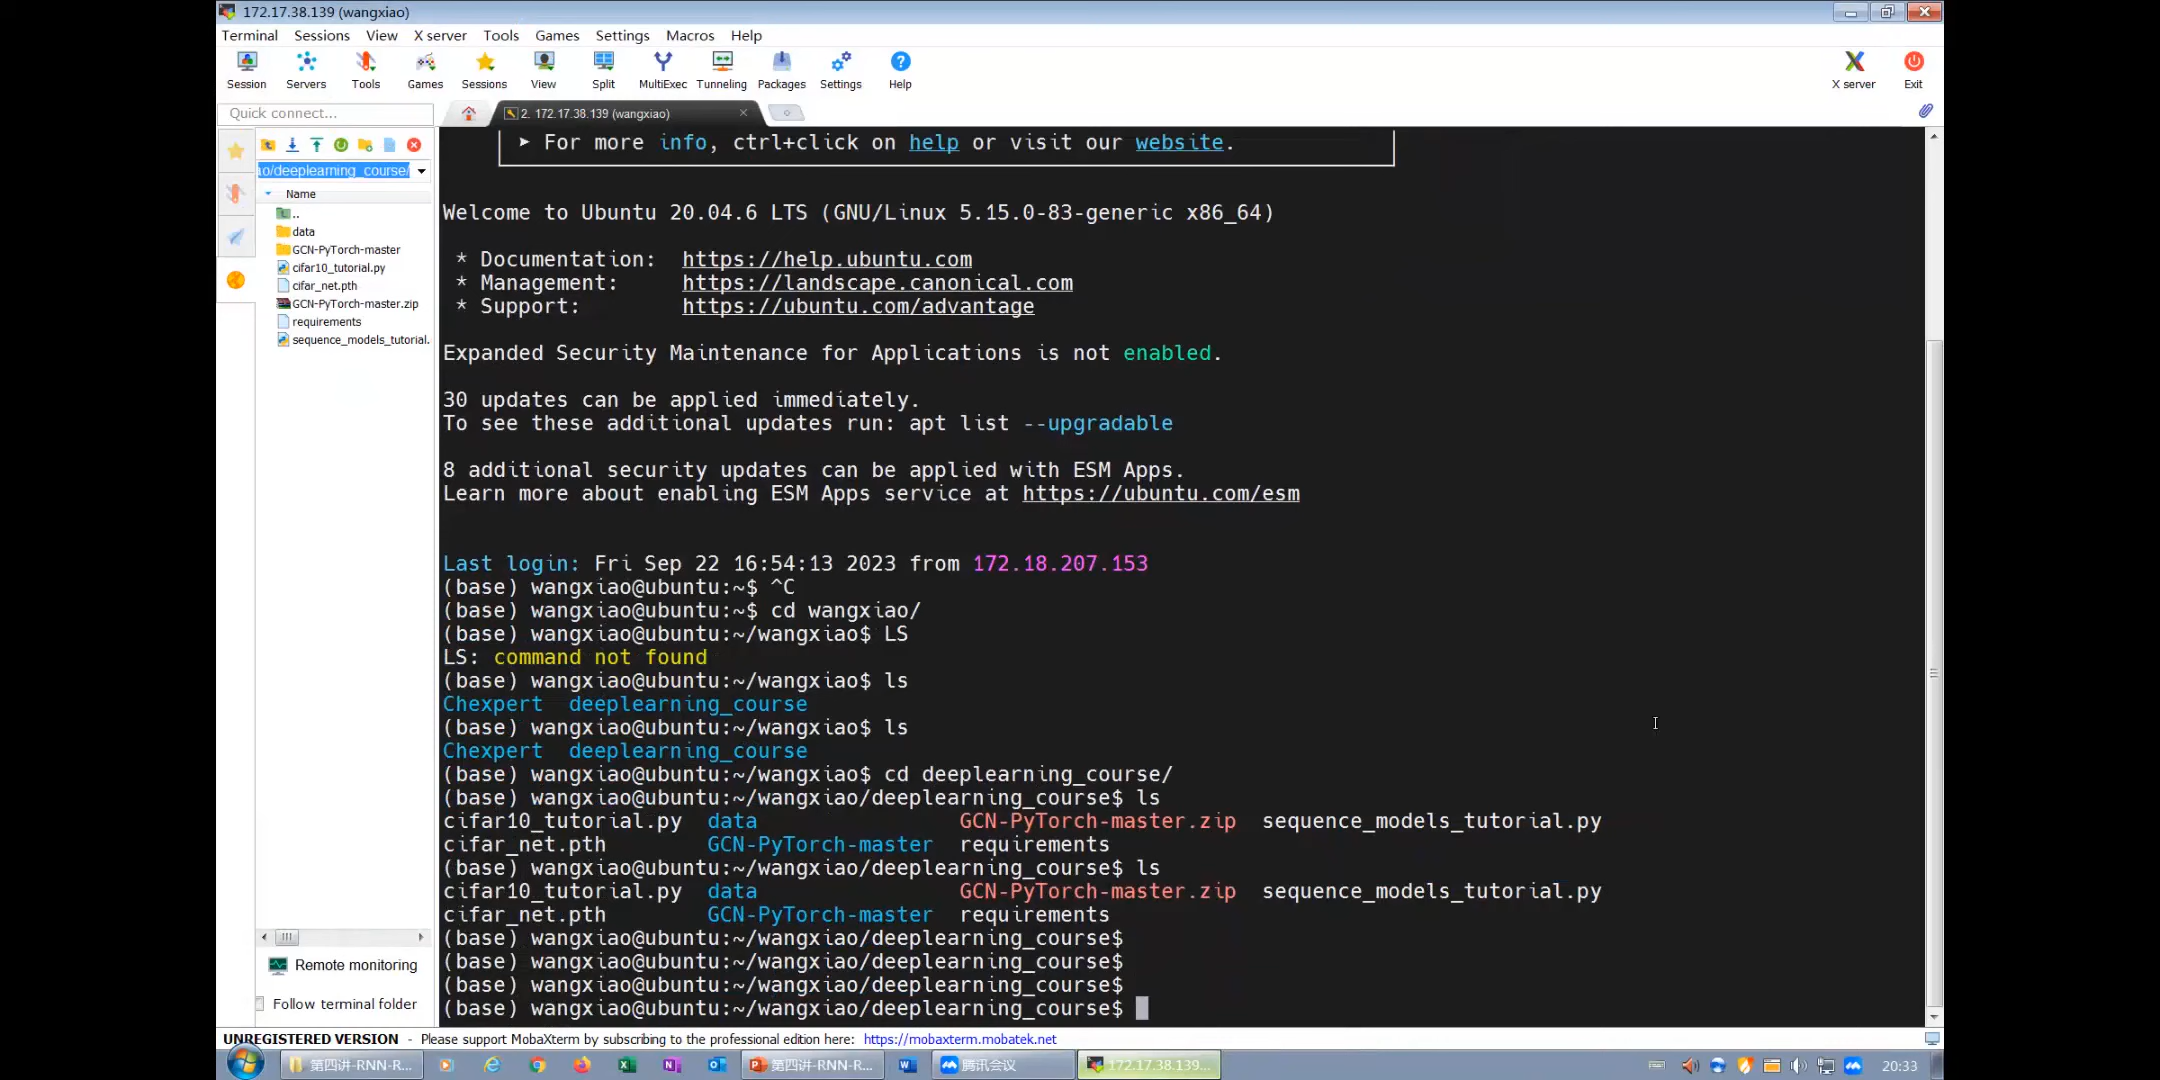 172.17.38.139 (wangxiao)
Terminal Sessions View X server Tools Games Settings Macros Help
Session Servers Tools Games Sessions View Split MultiExec Tunneling Packages Settings Help X server Exit
Quick connect...
2. 172.17.38.139 (wangxiao)
o/deeplearning_course/
Name
..
data
GCN-PyTorch-master
cifar10_tutorial.py
cifar_net.pth
GCN-PyTorch-master.zip
requirements
sequence_models_tutorial.
Remote monitoring
Follow terminal folder
➤ For more info, ctrl+click on help or visit our website.
Welcome to Ubuntu 20.04.6 LTS (GNU/Linux 5.15.0-83-generic x86_64)
* Documentation: https://help.ubuntu.com
* Management: https://landscape.canonical.com
* Support: https://ubuntu.com/advantage
Expanded Security Maintenance for Applications is not enabled.
30 updates can be applied immediately.
To see these additional updates run: apt list --upgradable
8 additional security updates can be applied with ESM Apps.
Learn more about enabling ESM Apps service at https://ubuntu.com/esm
Last login: Fri Sep 22 16:54:13 2023 from 172.18.207.153
(base) wangxiao@ubuntu:~$ ^C
(base) wangxiao@ubuntu:~$ cd wangxiao/
(base) wangxiao@ubuntu:~/wangxiao$ LS
LS: command not found
(base) wangxiao@ubuntu:~/wangxiao$ ls
Chexpert deeplearning_course
(base) wangxiao@ubuntu:~/wangxiao$ ls
Chexpert deeplearning_course
(base) wangxiao@ubuntu:~/wangxiao$ cd deeplearning_course/
(base) wangxiao@ubuntu:~/wangxiao/deeplearning_course$ ls
cifar10_tutorial.py data GCN-PyTorch-master.zip sequence_models_tutorial.py
cifar_net.pth GCN-PyTorch-master requirements
(base) wangxiao@ubuntu:~/wangxiao/deeplearning_course$ ls
cifar10_tutorial.py data GCN-PyTorch-master.zip sequence_models_tutorial.py
cifar_net.pth GCN-PyTorch-master requirements
(base) wangxiao@ubuntu:~/wangxiao/deeplearning_course$
(base) wangxiao@ubuntu:~/wangxiao/deeplearning_course$
(base) wangxiao@ubuntu:~/wangxiao/deeplearning_course$
(base) wangxiao@ubuntu:~/wangxiao/deeplearning_course$
UNREGISTERED VERSION - Please support MobaXterm by subscribing to the professional edition here: https://mobaxterm.mobatek.net
第四讲-RNN-R... 第四讲-RNN-R... 腾讯会议 172.17.38.139... 20:33